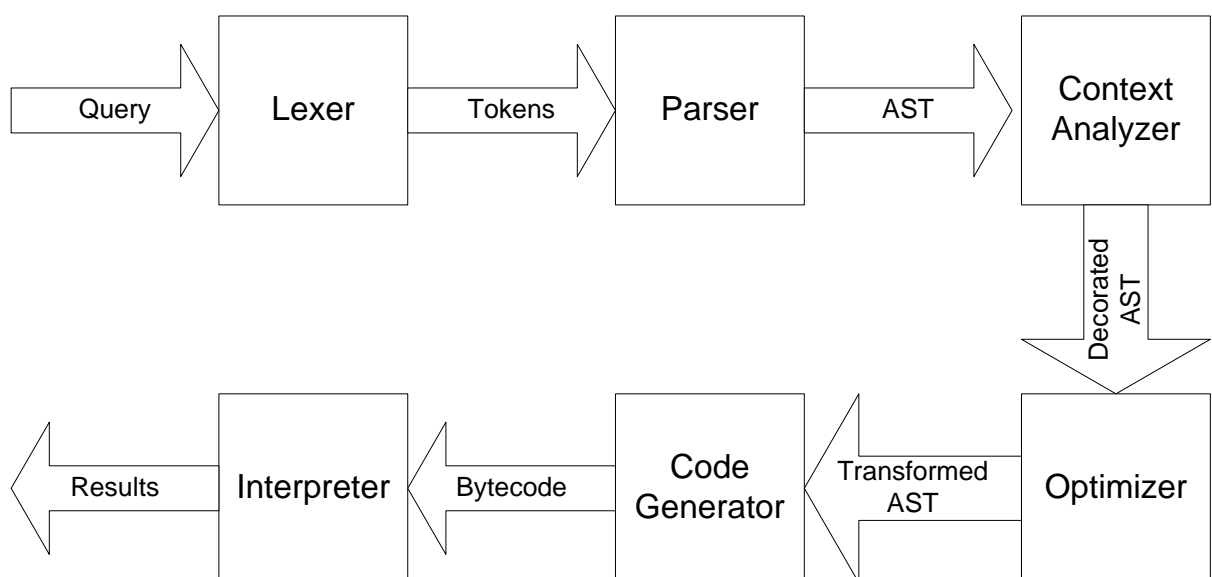 Query
Lexer
Tokens
Parser
AST
Context
Analyzer
Decorated
AST
Optimizer
Transformed
AST
Code
Generator
Bytecode
Interpreter
Results